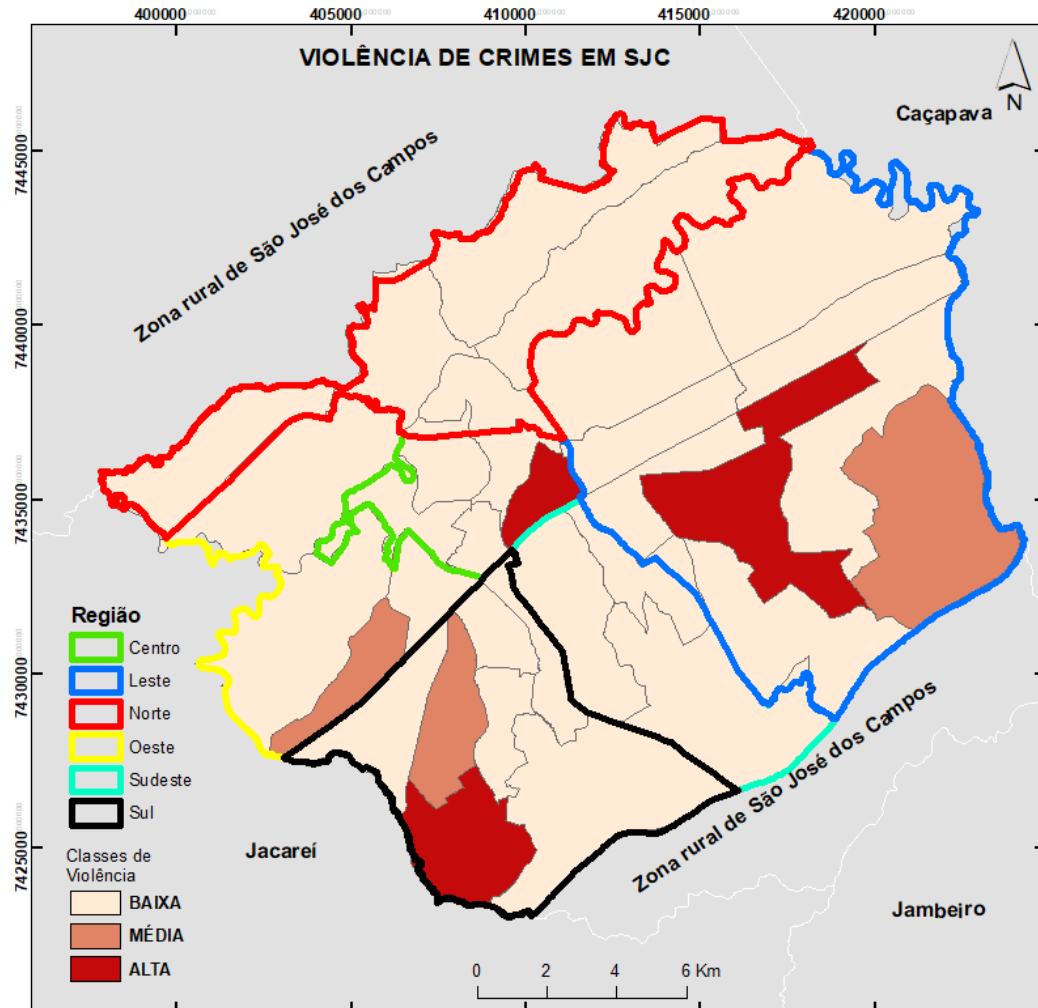 400000
405000
410000
415000
420000
VIOLÊNCIA DE CRIMES EM SJC
N
Caçapava
Zona rural de São José dos Campos
7445000
7440000
7435000
7430000
7425000
Região
Centro
Leste
Norte
Oeste
Sudeste
Sul
Classes de
Violência
BAIXA
MÉDIA
ALTA
Jacareí
Zona rural de São José dos Campos
Jambeiro
0 2 4 6 Km